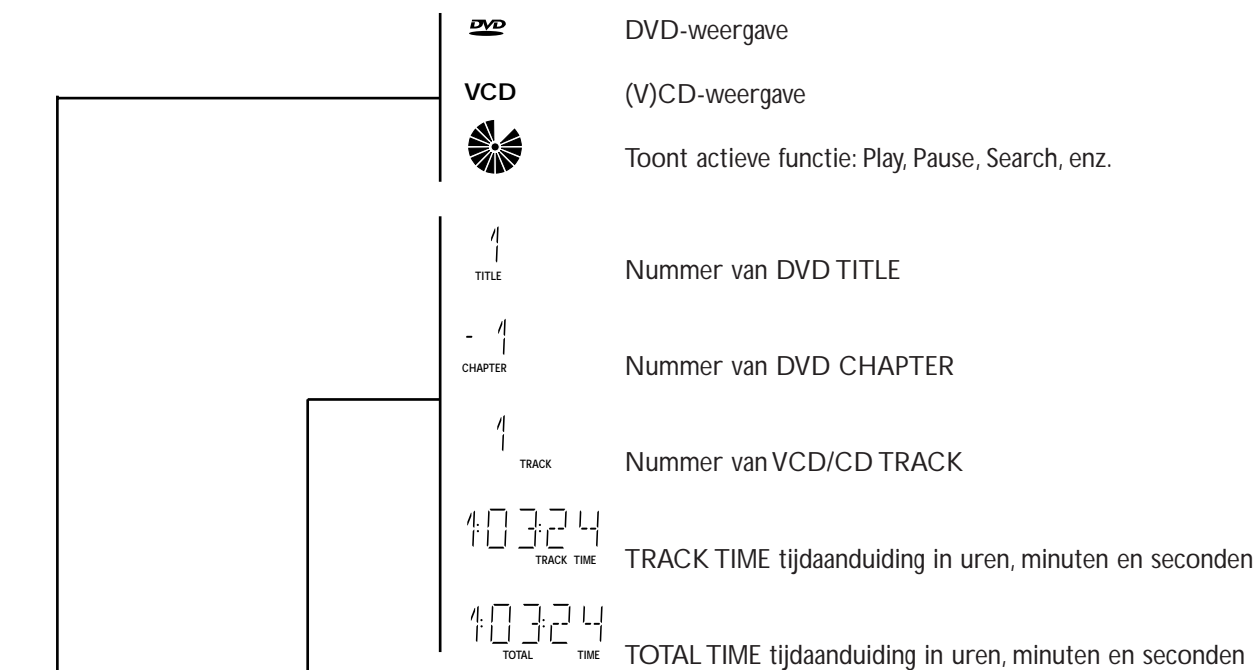 DVD DVD-weergave
VCD (V)CD-weergave
Toont actieve functie: Play, Pause, Search, enz.
1
TITLE Nummer van DVD TITLE
- 1
CHAPTER Nummer van DVD CHAPTER
1
TRACK Nummer van VCD/CD TRACK
1:03:24
TRACK TIME TRACK TIME tijdaanduiding in uren, minuten en seconden
1:03:24
TOTAL TIME TOTAL TIME tijdaanduiding in uren, minuten en seconden